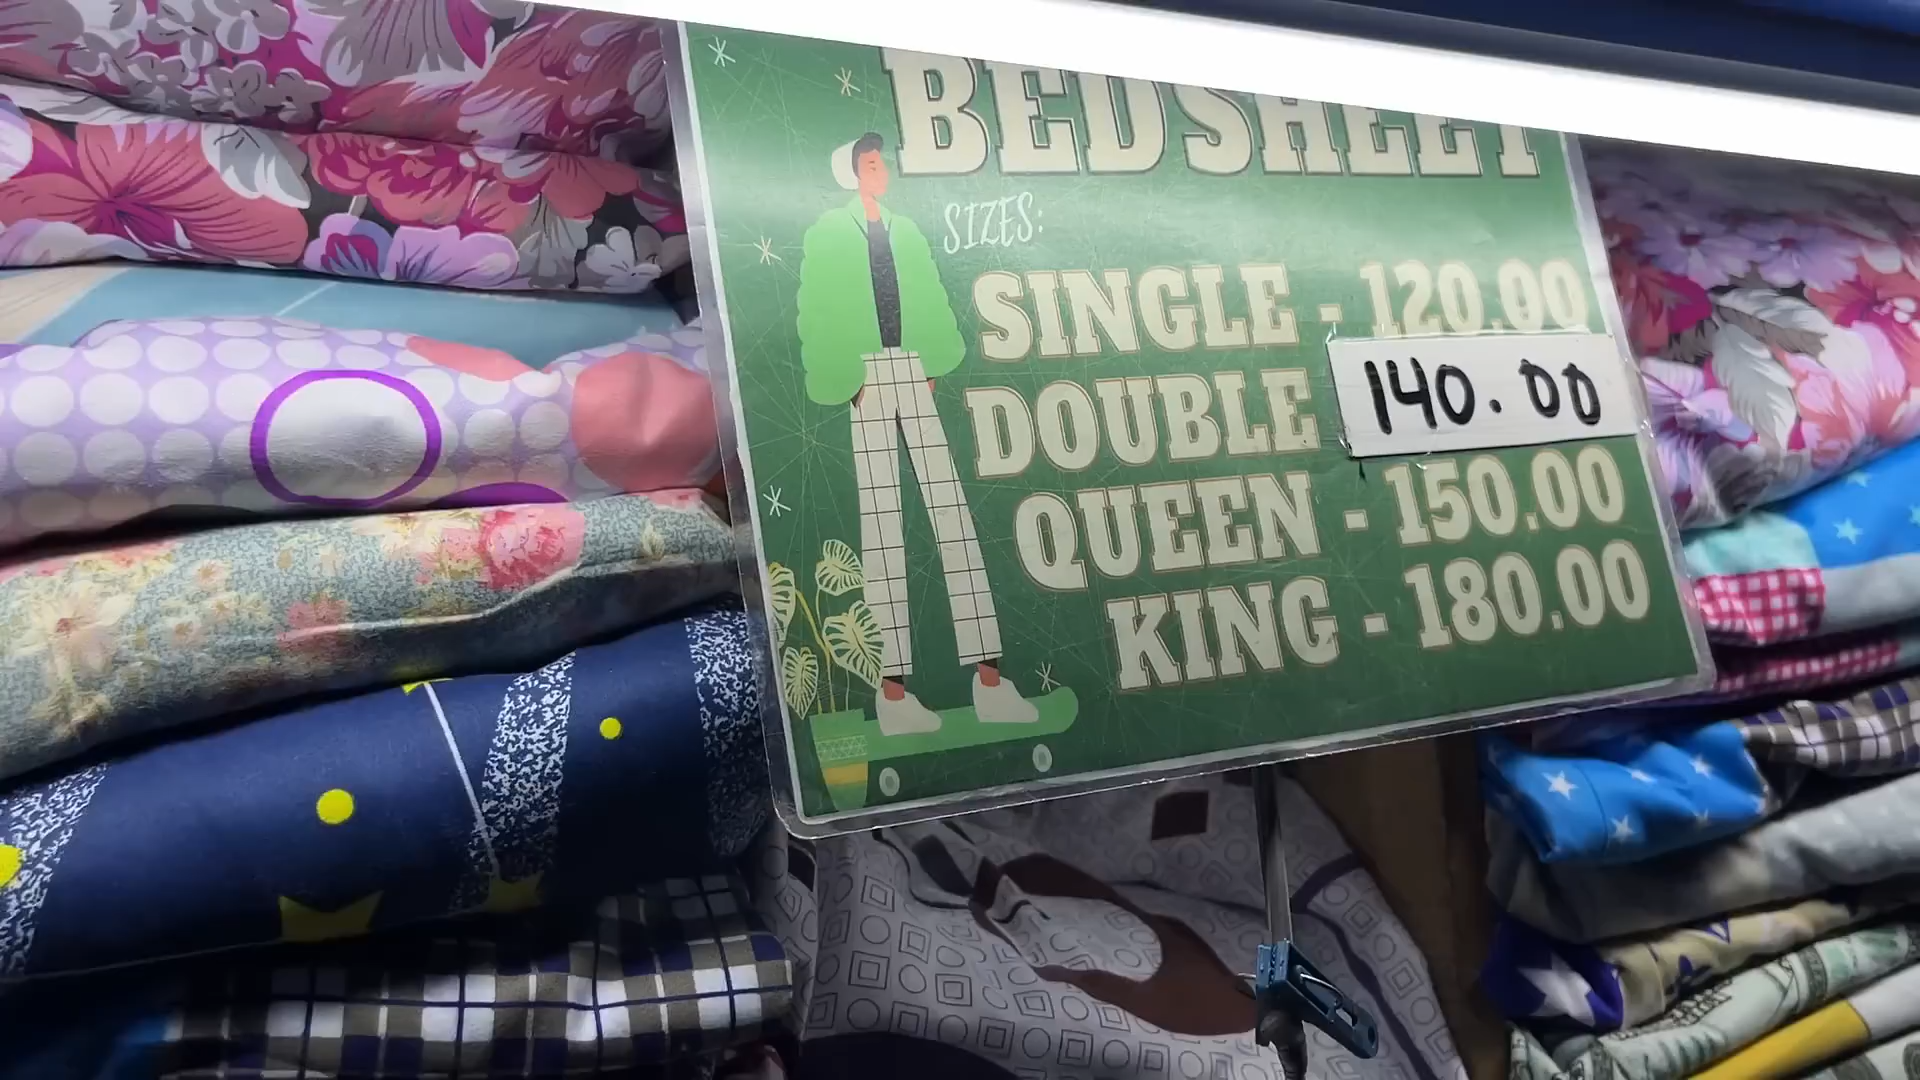 BEDSHEET
SIZES:
SINGLE - 120.00
DOUBLE 140.00
QUEEN - 150.00
KING - 180.00